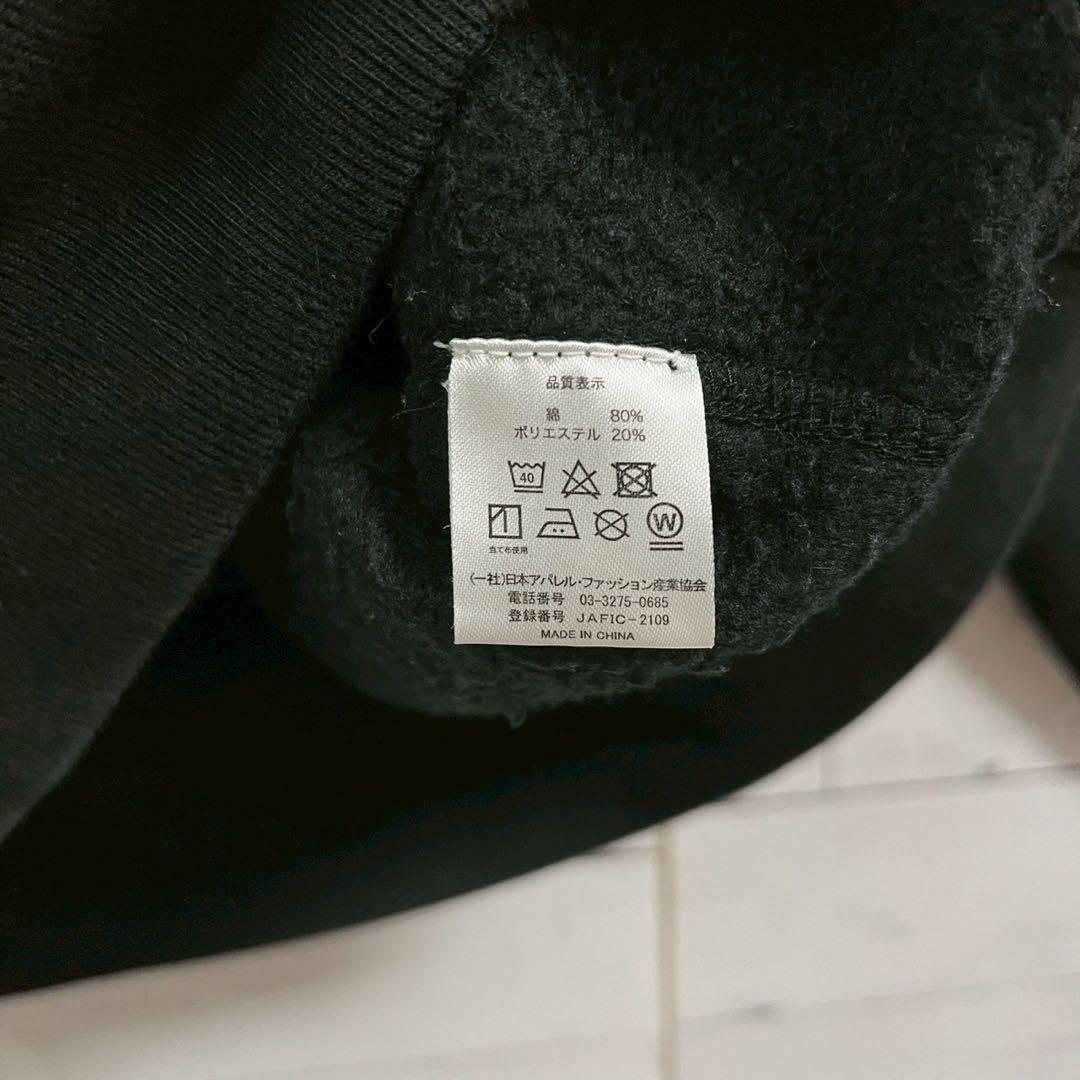 品質表示
綿 80%
ポリエステル 20%
40
当て布使用
W
(一社)日本アパレル・ファッション産業協会
電話番号 03-3275-0685
登録番号 JAFIC-2109
MADE IN CHINA